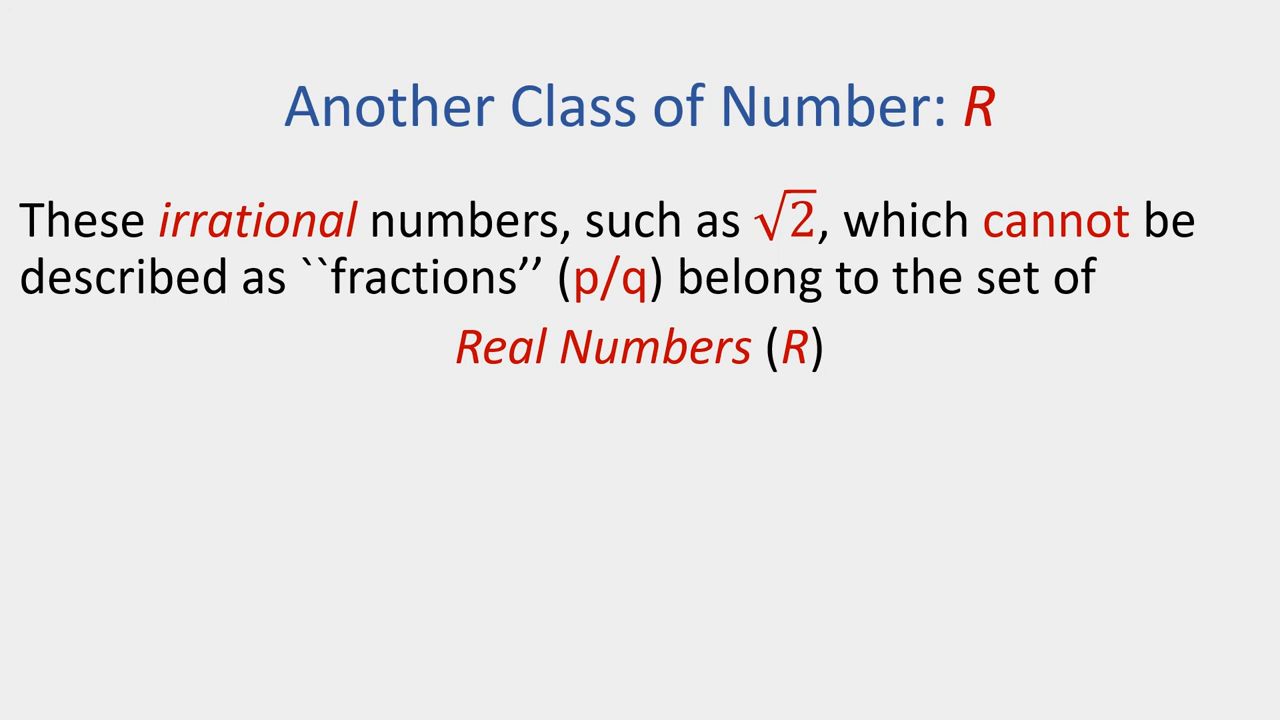 Another Class of Number: R
These irrational numbers, such as √2, which cannot be
described as ``fractions’’ (p/q) belong to the set of
Real Numbers (R)